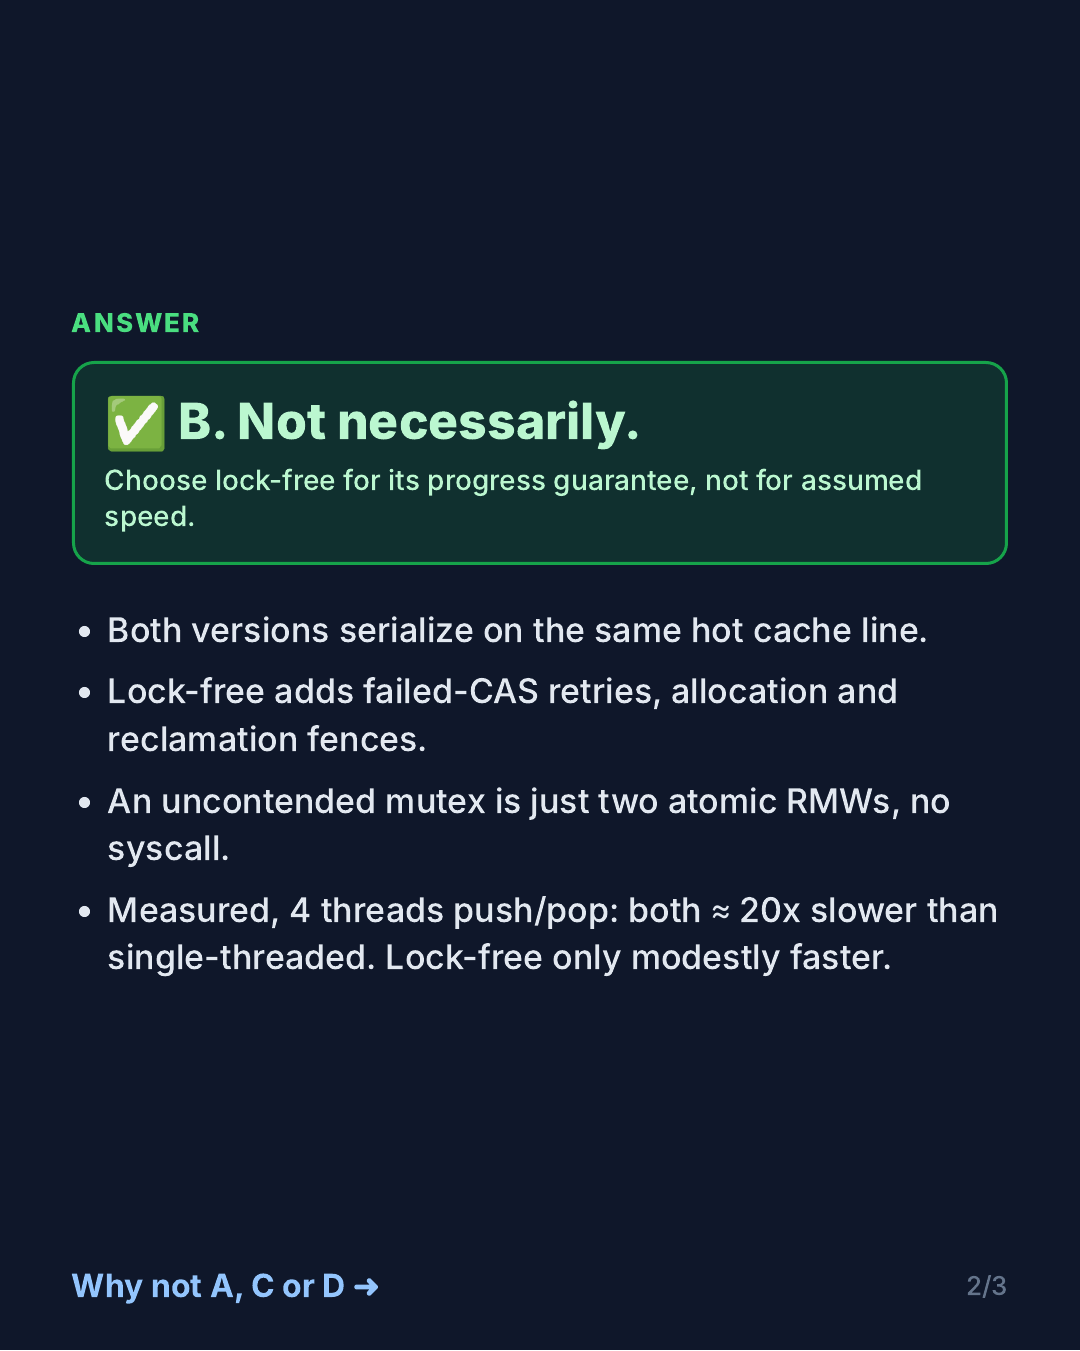 ANSWER
✅ B. Not necessarily.
Choose lock-free for its progress guarantee, not for assumed
speed.
• Both versions serialize on the same hot cache line.
• Lock-free adds failed-CAS retries, allocation and
reclamation fences.
• An uncontended mutex is just two atomic RMWs, no
syscall.
• Measured, 4 threads push/pop: both ≈ 20x slower than
single-threaded. Lock-free only modestly faster.
Why not A, C or D ➜
2/3